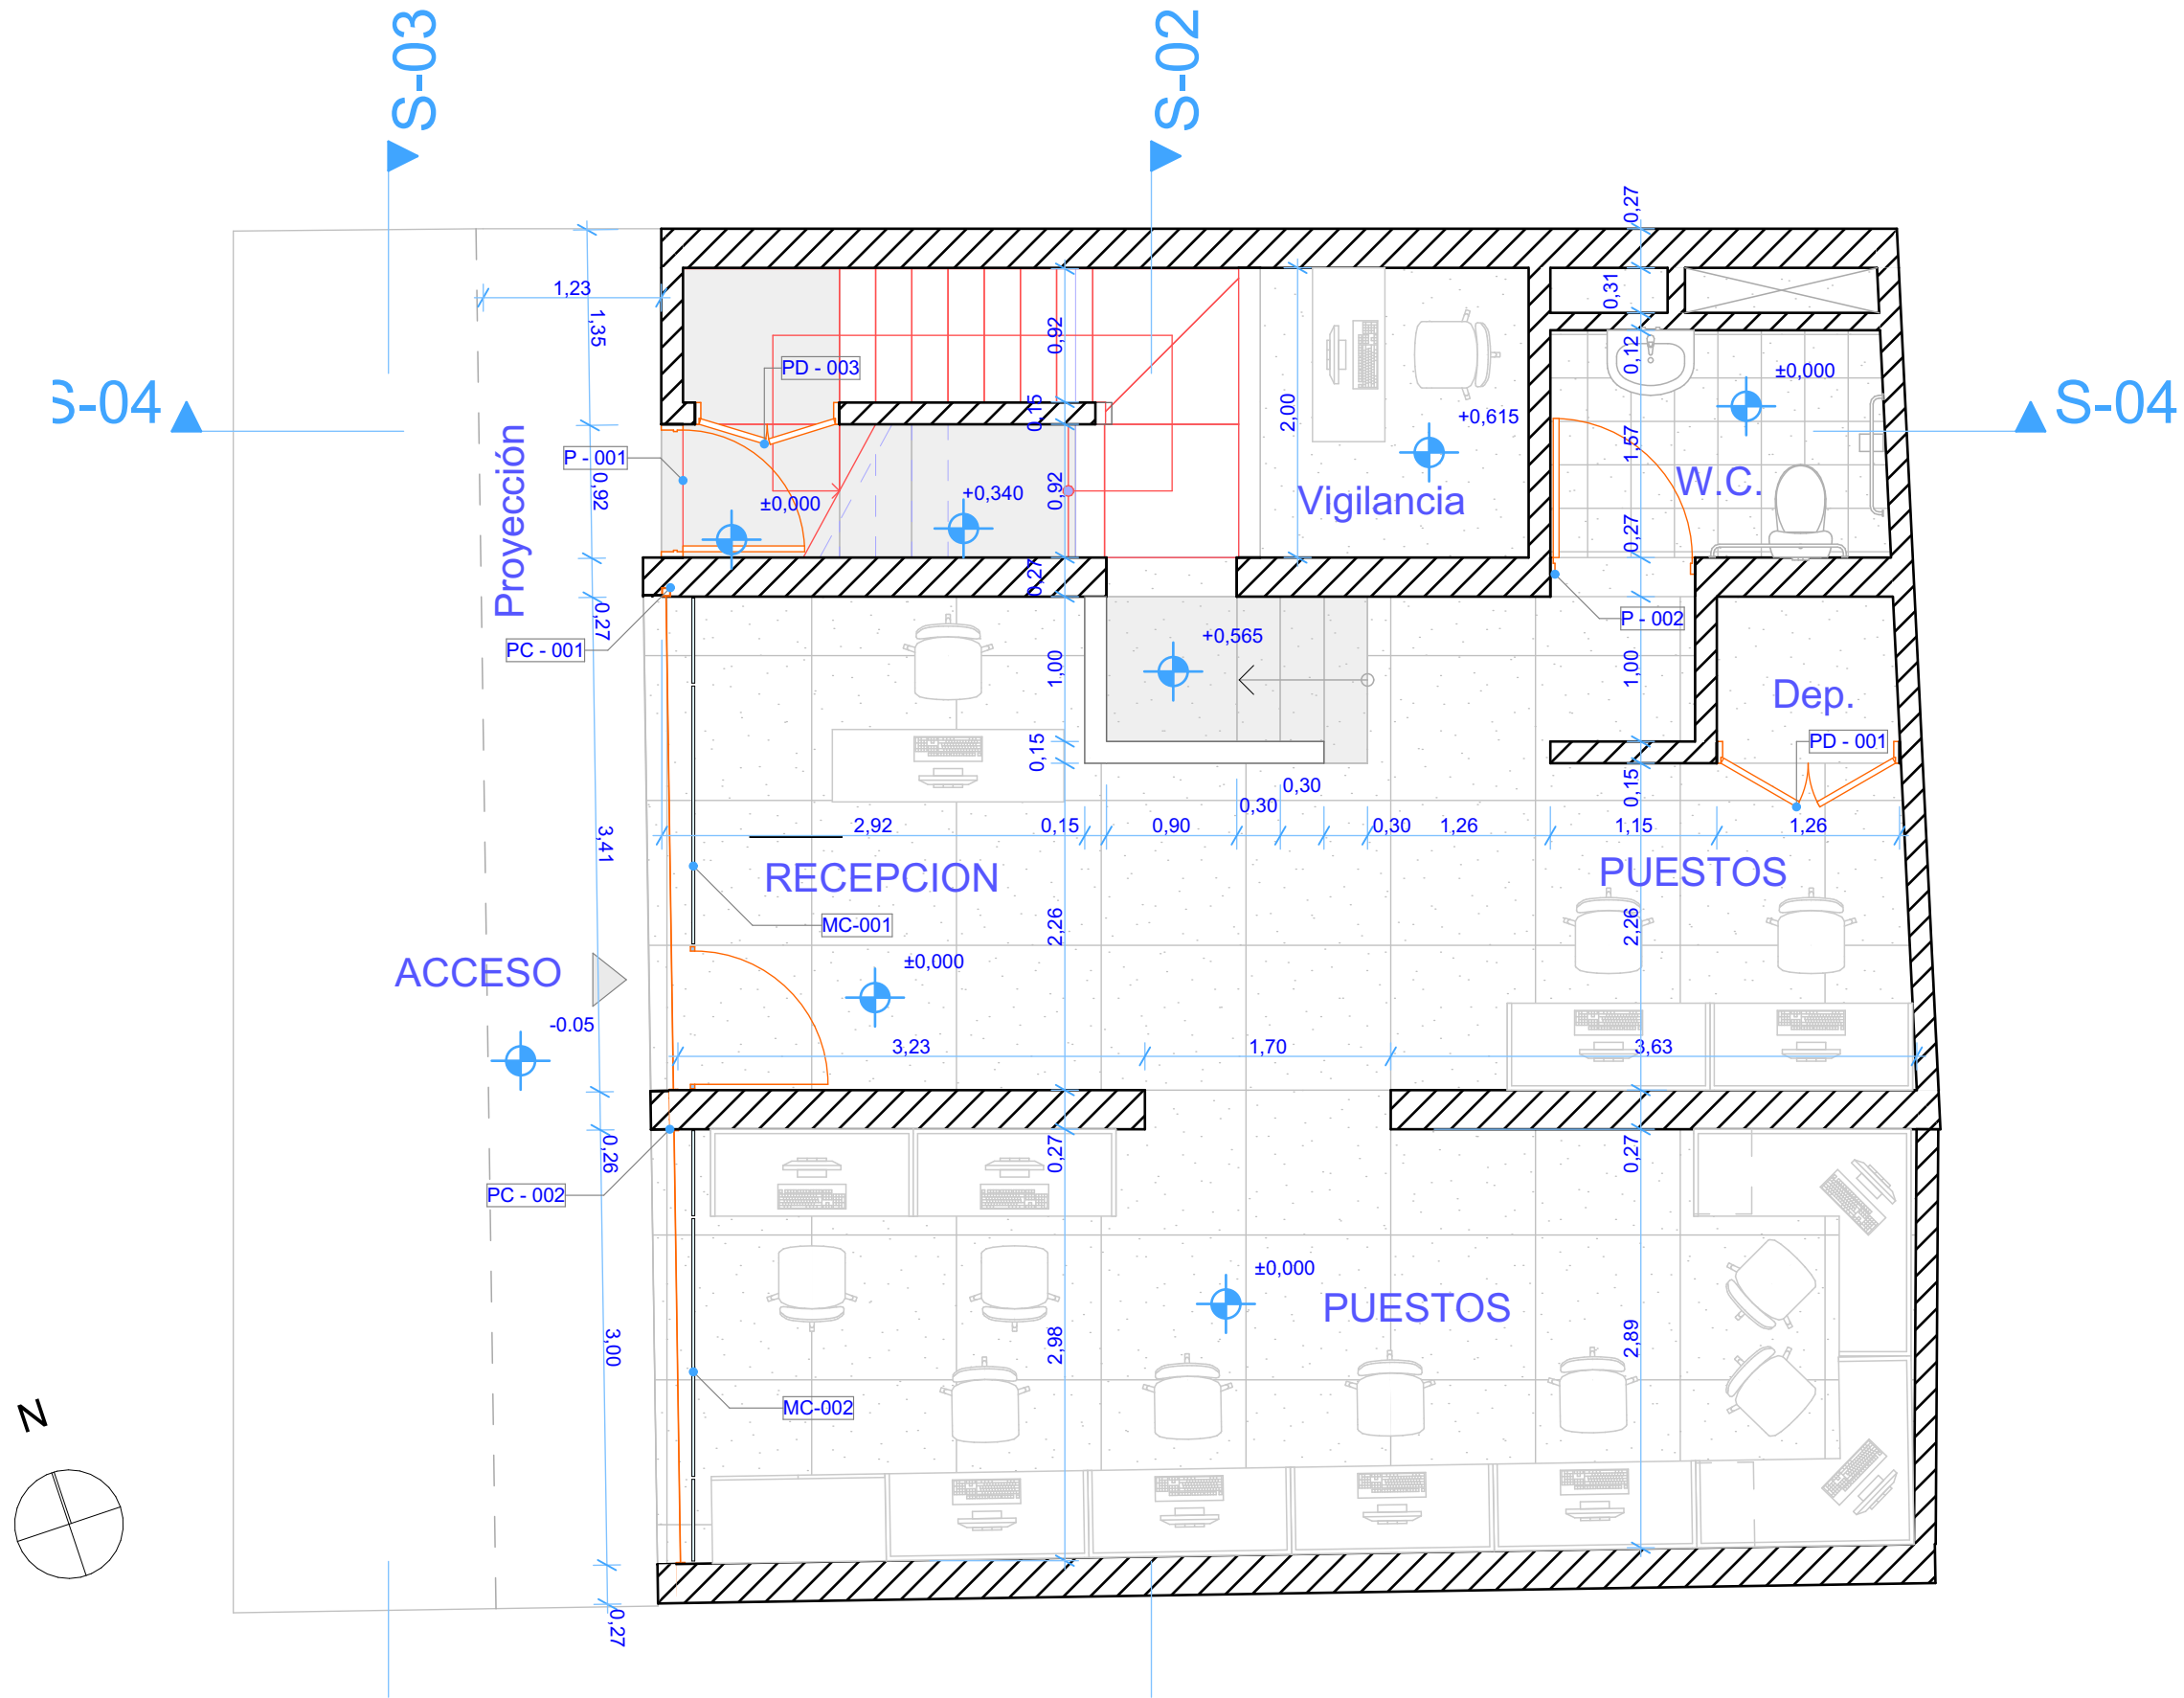 S-03
S-02
0,27
1,23
1,35
0,31
0,92
PD - 003
0,12
±0,000
S-04
S-04
2,00
0,15
+0,615
1,57
P - 001
Proyección
0,92
±0,000
+0,340
0,92
Vigilancia
W.C.
0,27
0,27
0,27
P - 002
PC - 001
+0,565
1,00
1,00
Dep.
PD - 001
0,15
0,15
0,30
0,30
3,41
2,92
0,15
0,90
0,30
1,26
1,15
1,26
RECEPCION
PUESTOS
MC-001
2,26
2,26
ACCESO
±0,000
-0.05
3,23
1,70
3,63
0,26
0,27
0,27
PC - 002
±0,000
PUESTOS
3,00
2,98
2,89
MC-002
N
0,27